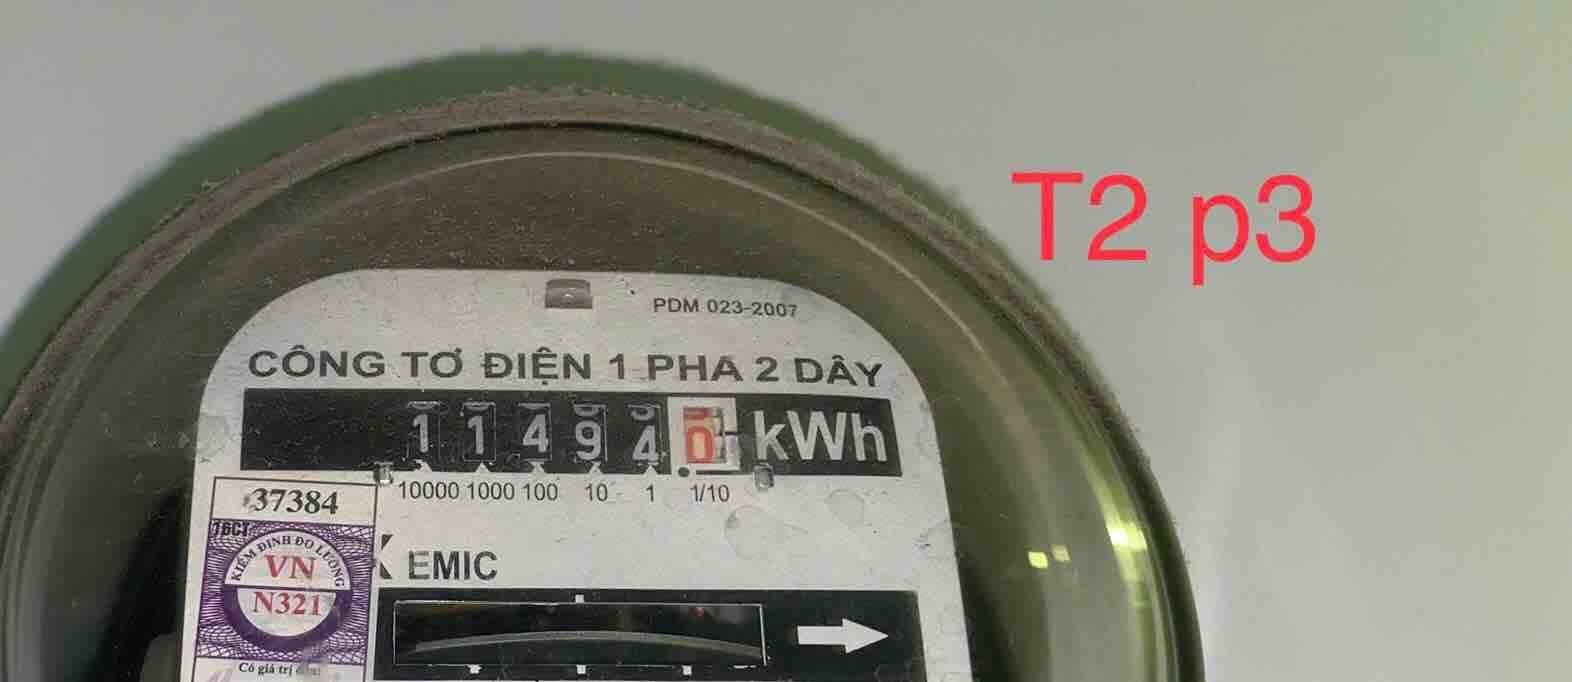 T2 p3
PDM 023-2007
CÔNG TƠ ĐIỆN 1 PHA 2 DÂY
1 1 4 9 4 0 kWh
10000 1000 100 10 1 1/10
37384
KIỂM ĐỊNH ĐO LƯỜNG
VN
N321
EMIC
Có giá trị